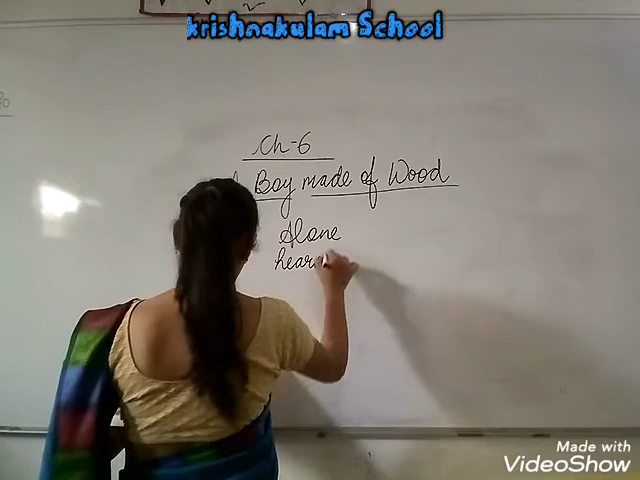 krishnakulam School
Ch-6
Boy made of Wood
Alone
hear
Made with
VideoShow